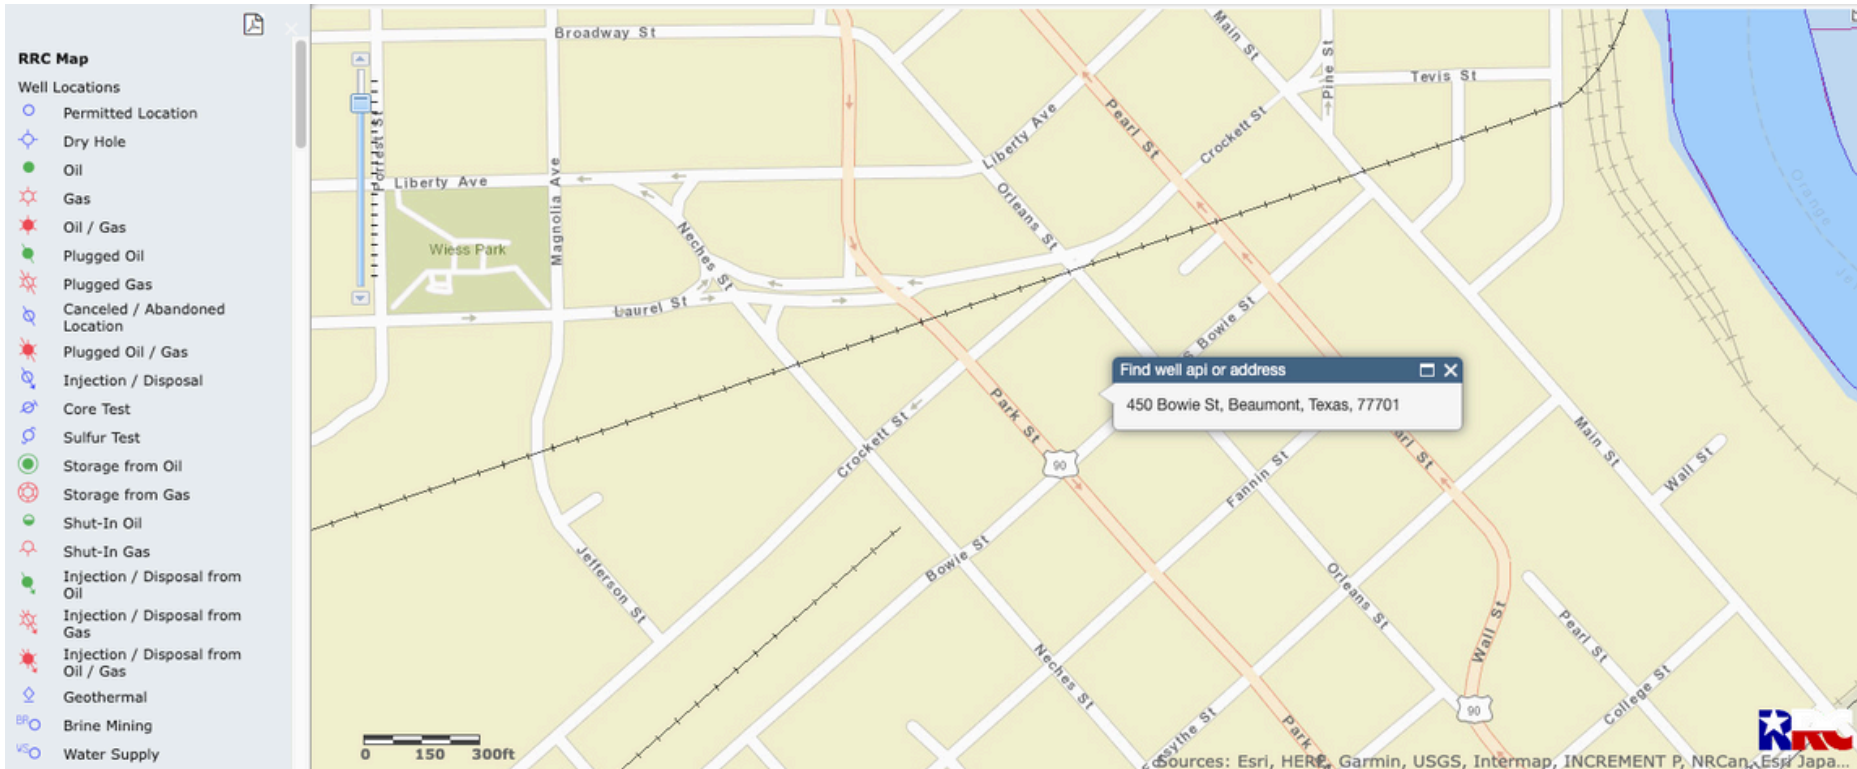 RRC Map
Well Locations
Permitted Location
Dry Hole
Oil
Gas
Oil / Gas
Plugged Oil
Plugged Gas
Canceled / Abandoned
Location
Plugged Oil / Gas
Injection / Disposal
Core Test
Sulfur Test
Storage from Oil
Storage from Gas
Shut-In Oil
Shut-In Gas
Injection / Disposal from
Oil
Injection / Disposal from
Gas
Injection / Disposal from
Oil / Gas
Geothermal
BR
Brine Mining
WS
Water Supply
Broadway St
Main St
Pine St
Tevis St
Forrest St
Liberty Ave
Pearl St
Crockett St
Liberty Ave
Magnolia Ave
Orleans St
Orange
Wiess Park
Neches St
Laurel St
S Bowie St
Find well api or address
450 Bowie St, Beaumont, Texas, 77701
Park St
Crockett St
90
Fannin St
arl St
Main St
Wall St
Bowie St
Jefferson St
Orleans St
Wall St
Pearl St
Neches St
College St
90
sythe St
Park
RRC
0 150 300ft
Sources: Esri, HERE, Garmin, USGS, Intermap, INCREMENT P, NRCan, Esri Japa...